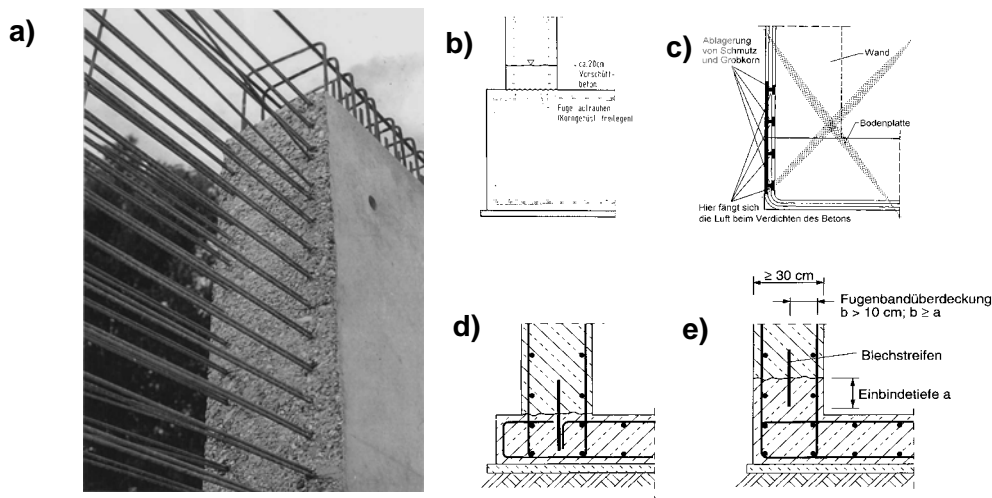 a)
b)
ca. 20cm
Vorschütt-
beton
Fuge aufrauhen
(Korngerüst freilegen)
c)
Ablagerung
von Schmutz
und Grobkorn
Wand
Bodenplatte
Hier fängt sich
die Luft beim Verdichten des Betons
d)
e)
≥ 30 cm
Fugenbandüberdeckung
b > 10 cm; b ≥ a
Blechstreifen
Einbindetiefe a